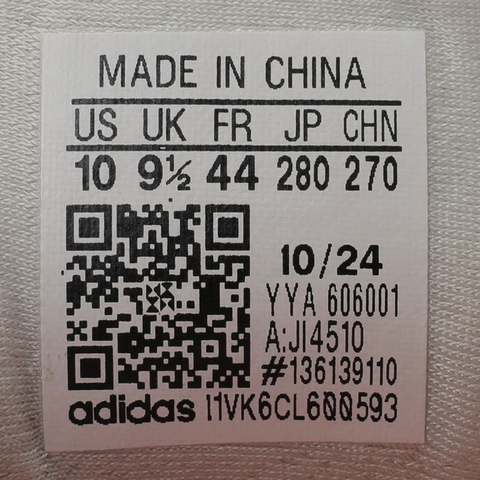 MADE IN CHINA
US UK FR JP CHN
10 9½ 44 280 270
10/24
YYA 606001
A:JI4510
#136139110
adidas 11VK6CL600593